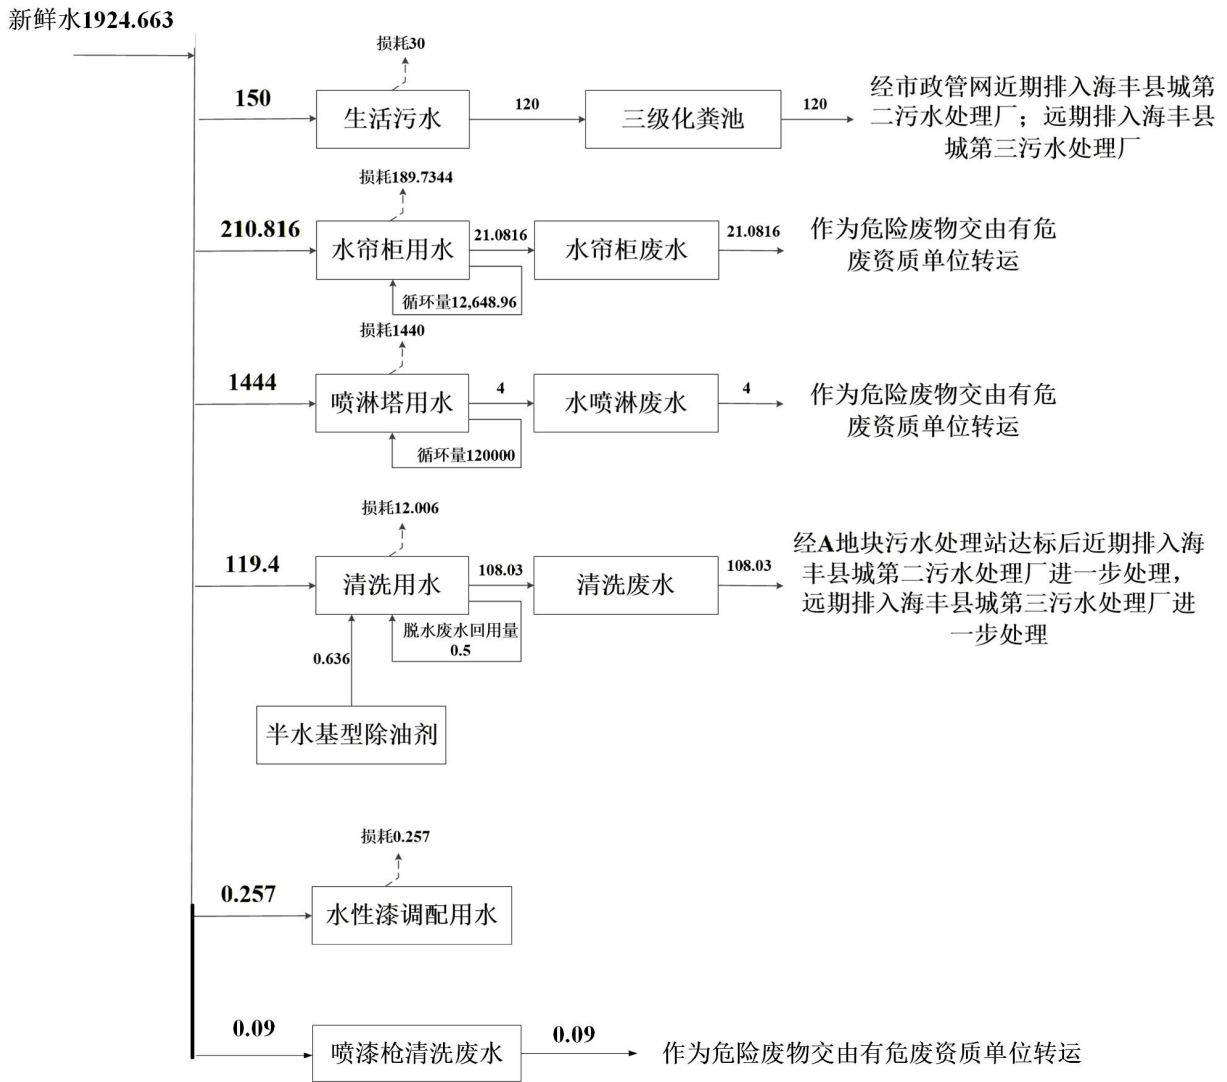 新鲜水1924.663
损耗30
150
生活污水
120
三级化粪池
120
经市政管网近期排入海丰县城第
二污水处理厂；远期排入海丰县
城第三污水处理厂
损耗189.7344
210.816
水帘柜用水
21.0816
水帘柜废水
21.0816
作为危险废物交由有危
废资质单位转运
循环量12,648.96
损耗1440
1444
喷淋塔用水
4
水喷淋废水
4
作为危险废物交由有危
废资质单位转运
循环量120000
损耗12.006
119.4
清洗用水
108.03
清洗废水
108.03
经A地块污水处理站达标后近期排入海
丰县城第二污水处理厂进一步处理，
远期排入海丰县城第三污水处理厂进
一步处理
脱水废水回用量
0.5
0.636
半水基型除油剂
损耗0.257
0.257
水性漆调配用水
0.09
喷漆枪清洗废水
0.09
作为危险废物交由有危废资质单位转运